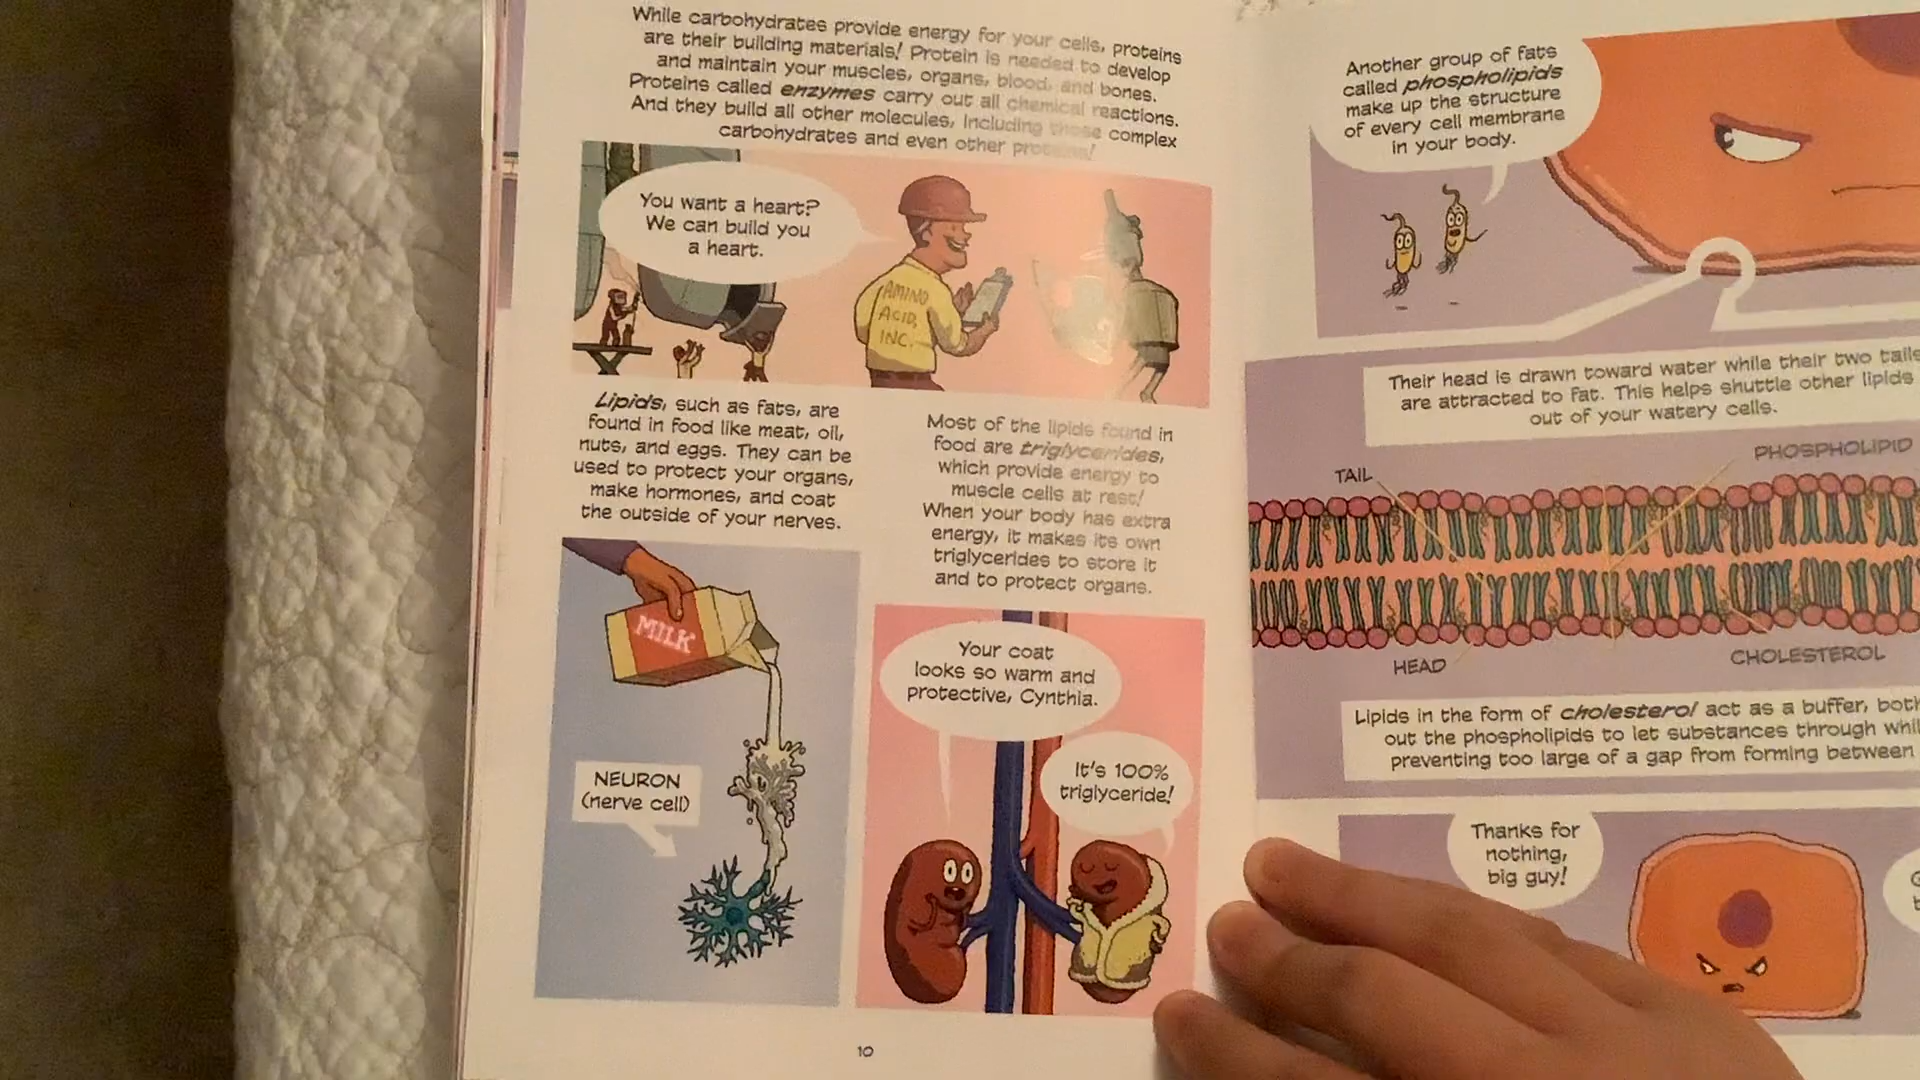 While carbohydrates provide energy for your cells, proteins
are their building materials! Protein is needed to develop
and maintain your muscles, organs, blood, and bones.
Proteins called enzymes carry out all chemical reactions.
And they build all other molecules, including those complex
carbohydrates and even other proteins!
You want a heart?
We can build you
a heart.
AMINO
ACID,
INC.
Lipids, such as fats, are
found in food like meat, oil,
nuts, and eggs. They can be
used to protect your organs,
make hormones, and coat
the outside of your nerves.
Most of the lipids found in
food are triglycerides,
which provide energy to
muscle cells at rest!
When your body has extra
energy, it makes its own
triglycerides to store it
and to protect organs.
MILK
NEURON
(nerve cell)
Your coat
looks so warm and
protective, Cynthia.
It's 100%
triglyceride!
10
Another group of fats
called phospholipids
make up the structure
of every cell membrane
in your body.
Their head is drawn toward water while their two tails
are attracted to fat. This helps shuttle other lipids
out of your watery cells.
PHOSPHOLIPID
TAIL
HEAD
CHOLESTEROL
Lipids in the form of cholesterol act as a buffer, both
out the phospholipids to let substances through
preventing too large of a gap from forming between
Thanks for
nothing,
big guy!